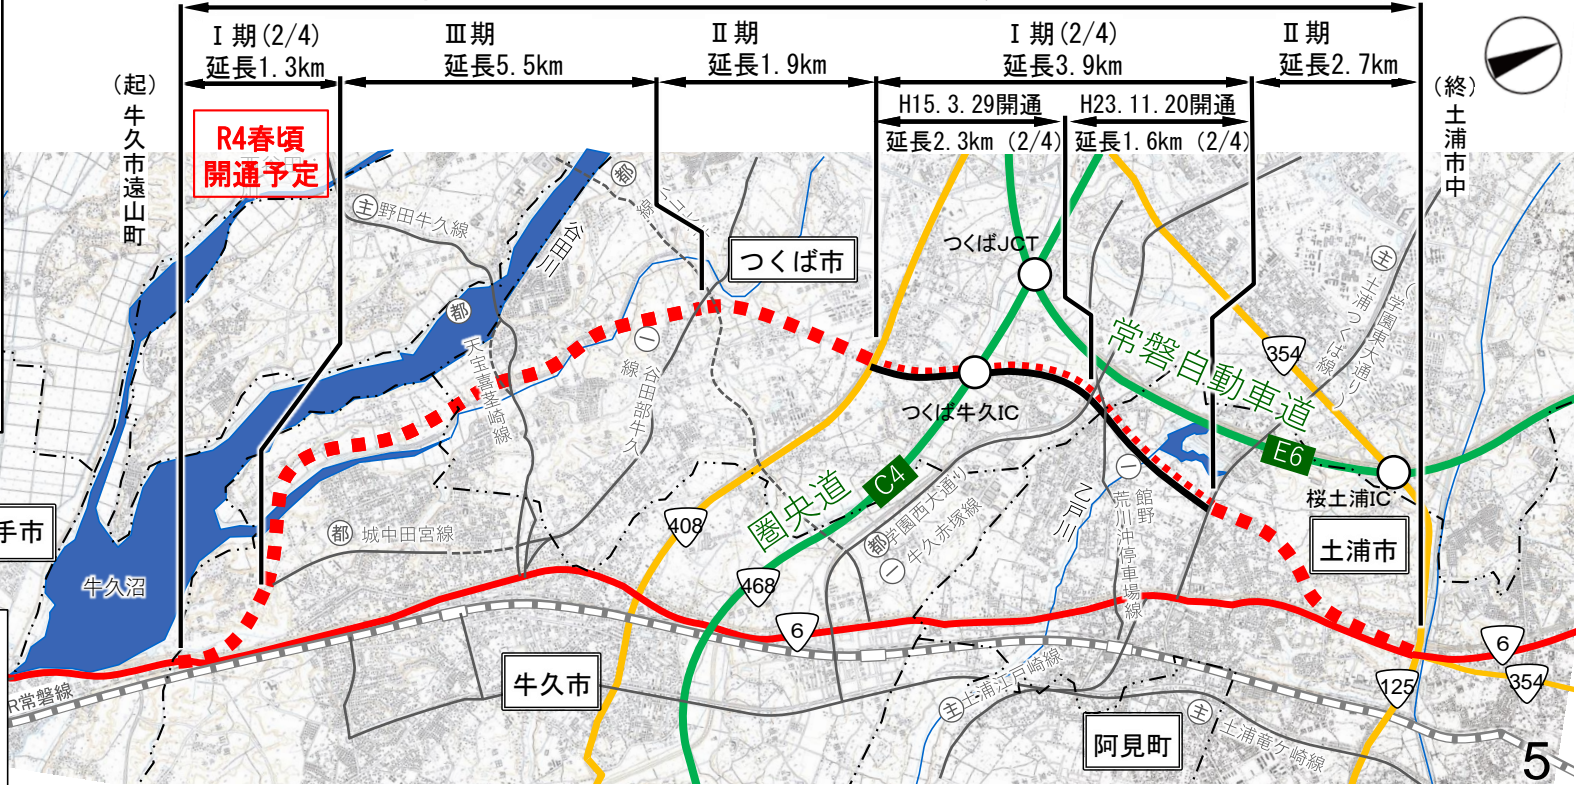 Ⅰ期(2/4)
延長1.3km
Ⅲ期
延長5.5km
Ⅱ期
延長1.9km
Ⅰ期(2/4)
延長3.9km
Ⅱ期
延長2.7km
H15.3.29開通
延長2.3km (2/4)
H23.11.20開通
延長1.6km (2/4)
(起)
牛久市遠山町
(終)
土浦市中
R4春頃
開通予定
主 野田牛久線
谷田川
都
都
つくば市
つくばJCT
主 土浦つくば線
(学園東大通り)
354
常磐自動車道
E6
天宝喜茎崎線
一 谷田部牛久線
つくば牛久IC
桜土浦IC
土浦市
手市
都 城中田宮線
408
圏央道
C4
都 学園西大通り
一 牛久赤塚線
乙戸川
一 館野荒川沖停車場線
牛久沼
468
6
6
R常磐線
牛久市
主 土浦江戸崎線
125
354
阿見町
主 土浦竜ケ崎線
5